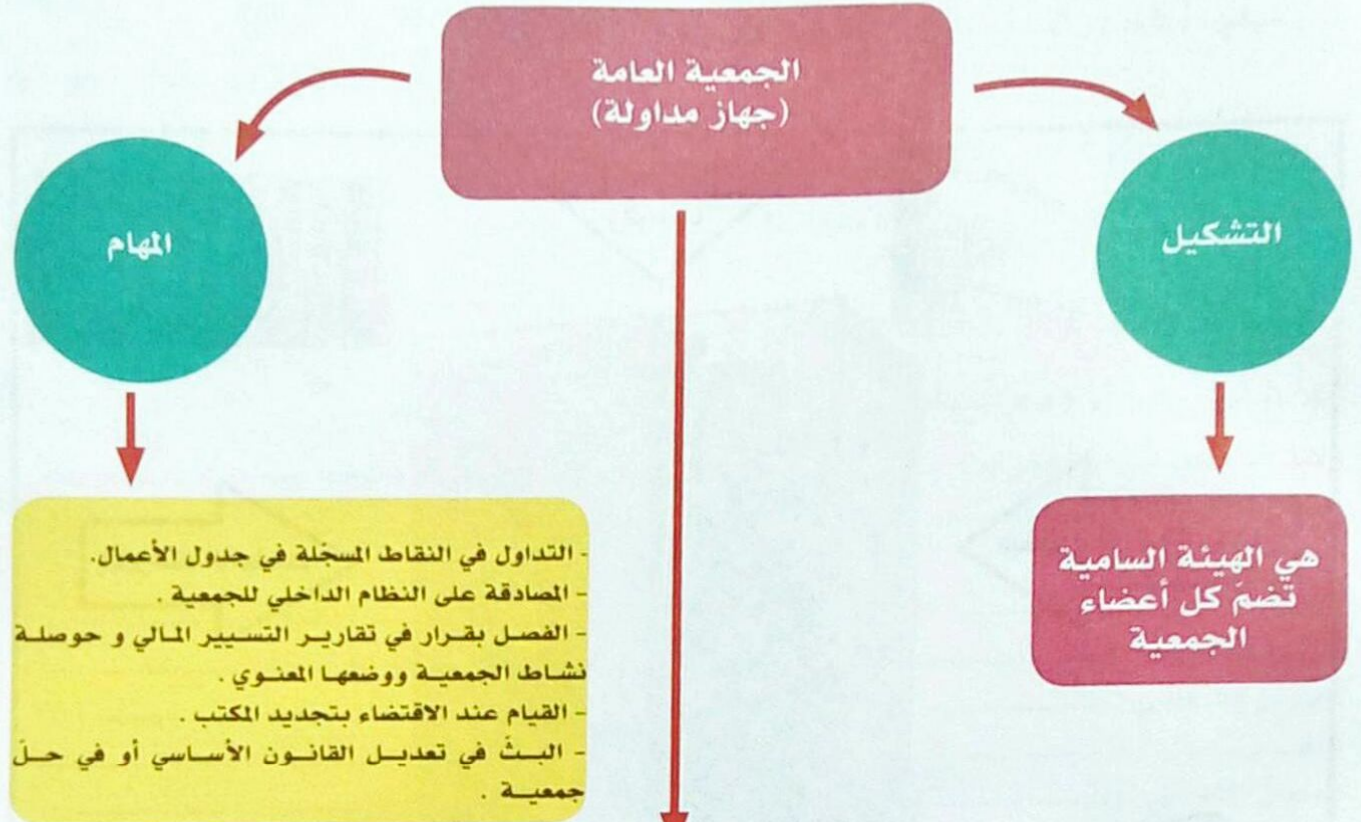 الجمعية العامة
(جهاز مداولة)
التشكيل
المهام
هي الهيئة السامية
تضمّ كل أعضاء
الجمعية
- التداول في النقاط المسجّلة في جدول الأعمال.
- المصادقة على النظام الداخلي للجمعية .
- الفصل بقرار في تقارير التسيير المالي و حوصلة
نشاط الجمعية ووضعها المعنوي .
- القيام عند الاقتضاء بتجديد المكتب .
- البثّ في تعديل القانون الأساسي أو في حلّ
جمعية .